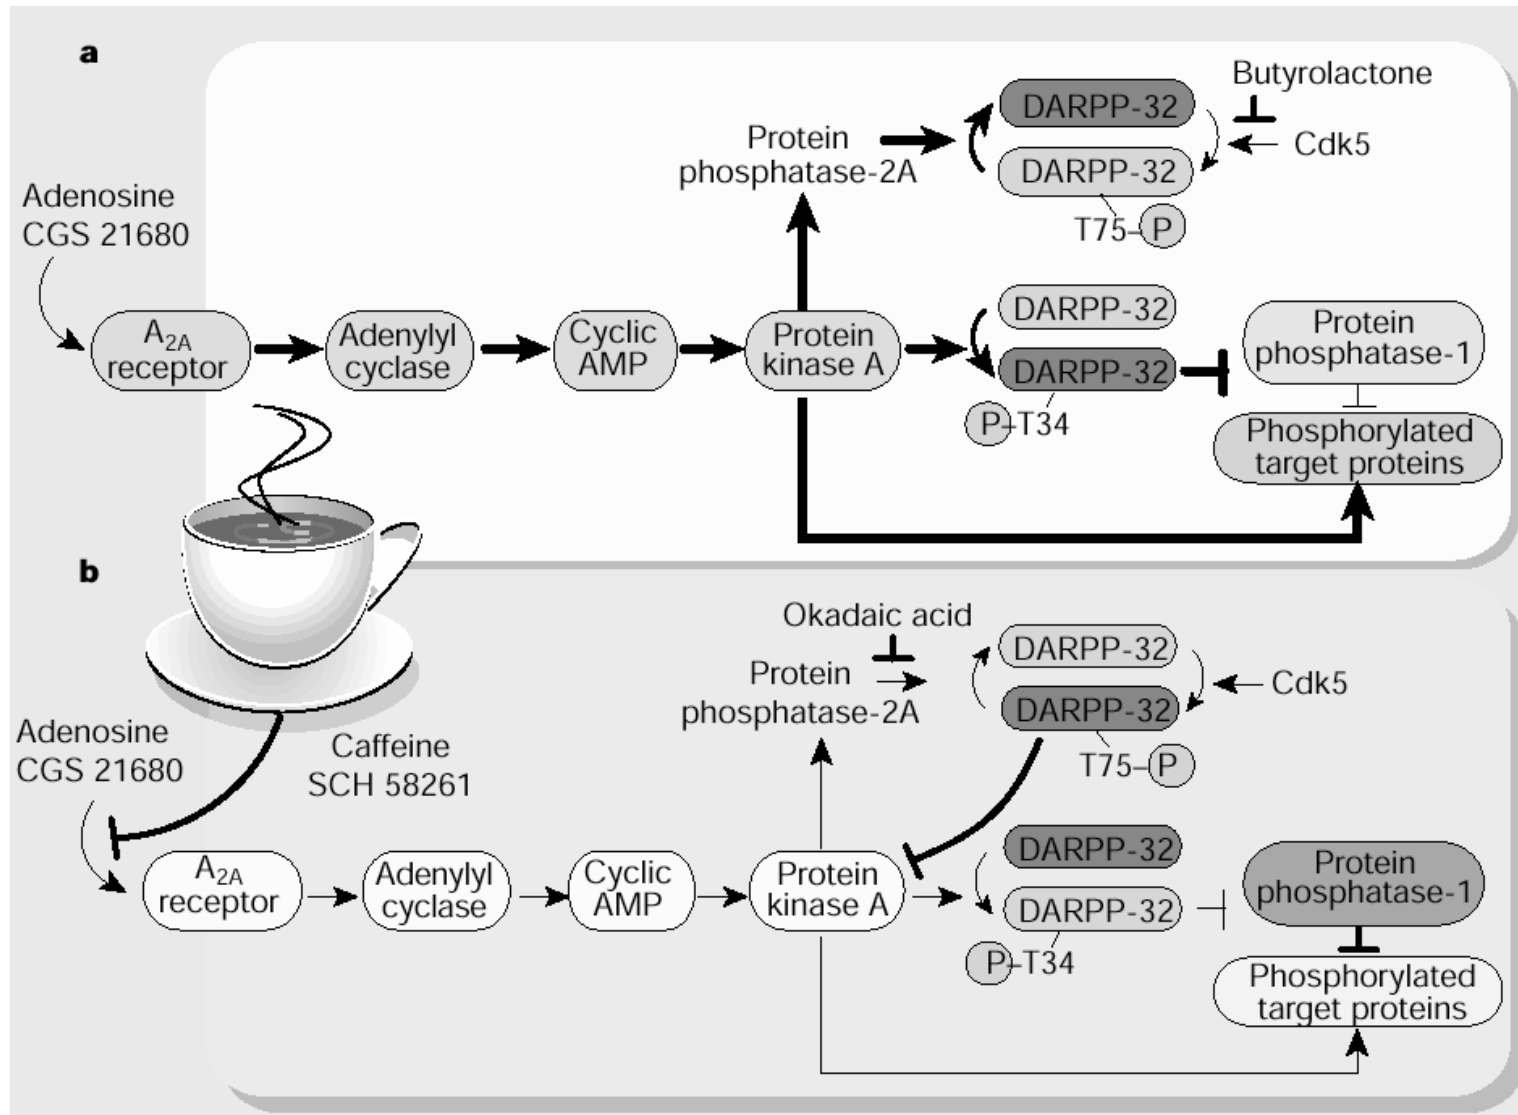 a
Butyrolactone
DARPP-32
Cdk5
Protein
phosphatase-2A
DARPP-32
T75–P
Adenosine
CGS 21680
A2A
receptor
Adenylyl
cyclase
Cyclic
AMP
Protein
kinase A
DARPP-32
DARPP-32
P–T34
Protein
phosphatase-1
Phosphorylated
target proteins
b
Okadaic acid
Protein
phosphatase-2A
DARPP-32
Cdk5
DARPP-32
T75–P
Adenosine
CGS 21680
Caffeine
SCH 58261
A2A
receptor
Adenylyl
cyclase
Cyclic
AMP
Protein
kinase A
DARPP-32
DARPP-32
P–T34
Protein
phosphatase-1
Phosphorylated
target proteins